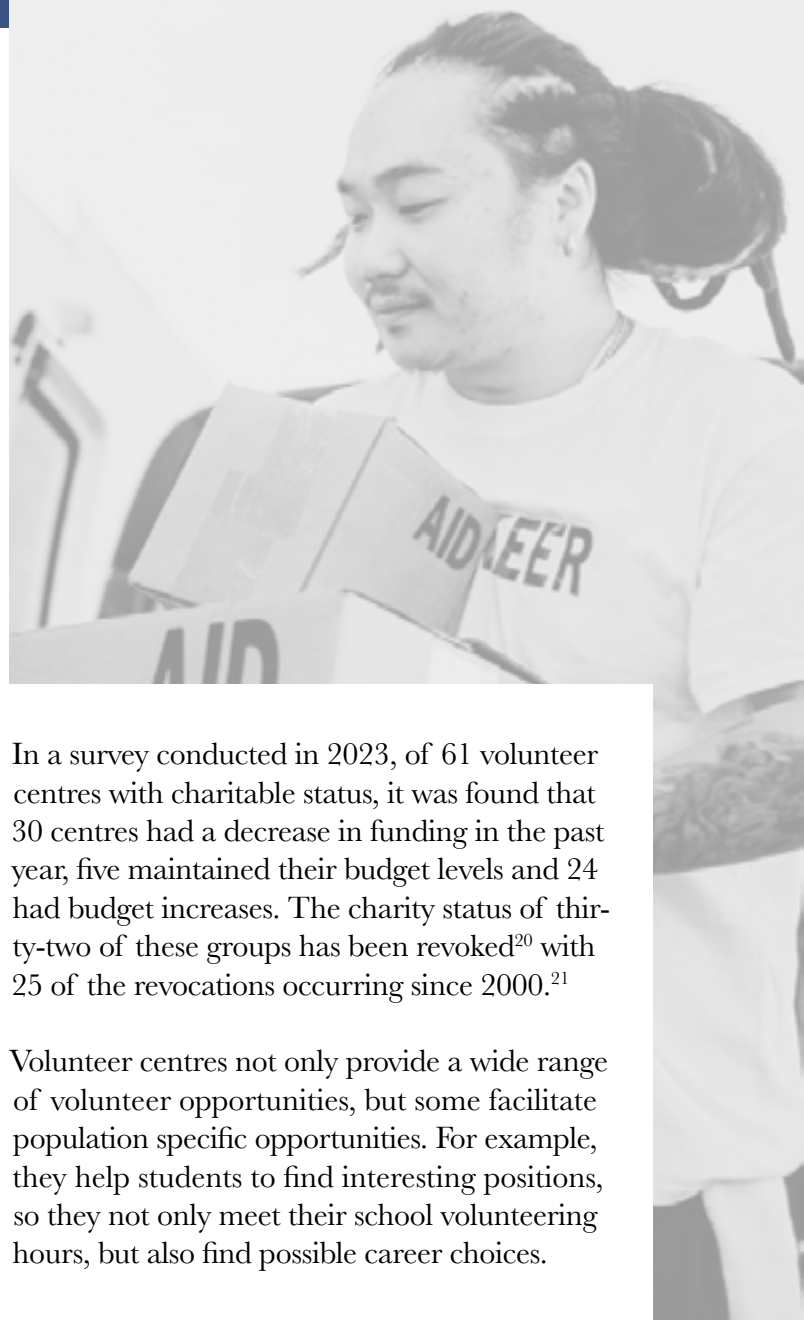 AID
EER
AID
In a survey conducted in 2023, of 61 volunteer
centres with charitable status, it was found that
30 centres had a decrease in funding in the past
year, five maintained their budget levels and 24
had budget increases. The charity status of thir-
ty-two of these groups has been revoked20 with
25 of the revocations occurring since 2000.21
Volunteer centres not only provide a wide range
of volunteer opportunities, but some facilitate
population specific opportunities. For example,
they help students to find interesting positions,
so they not only meet their school volunteering
hours, but also find possible career choices.